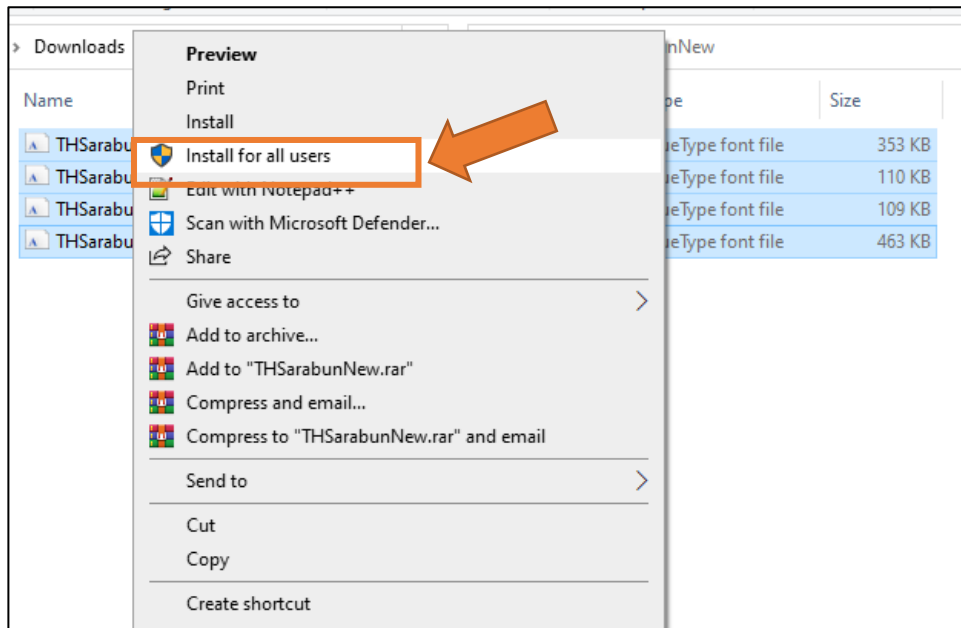 Downloads
nNew
Name
pe
Size
THSarabu
ueType font file
353 KB
THSarabu
ueType font file
110 KB
THSarabu
ueType font file
109 KB
THSarabu
ueType font file
463 KB
Preview
Print
Install
Install for all users
Edit with Notepad++
Scan with Microsoft Defender...
Share
Give access to
Add to archive...
Add to "THSarabunNew.rar"
Compress and email...
Compress to "THSarabunNew.rar" and email
Send to
Cut
Copy
Create shortcut